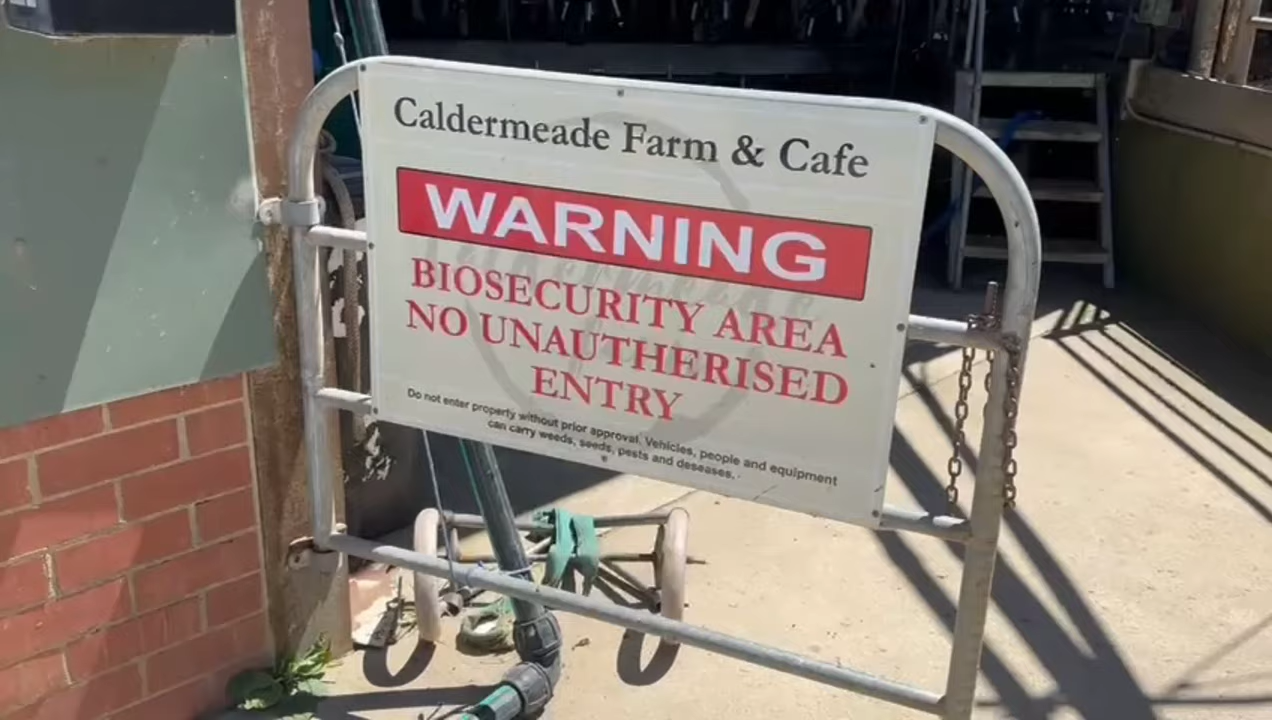 Caldermeade Farm & Cafe
WARNING
BIOSECURITY AREA
NO UNAUTHERISED
ENTRY
Do not enter property without prior approval. Vehicles, people and equipment
can carry weeds, seeds, pests and deseases.